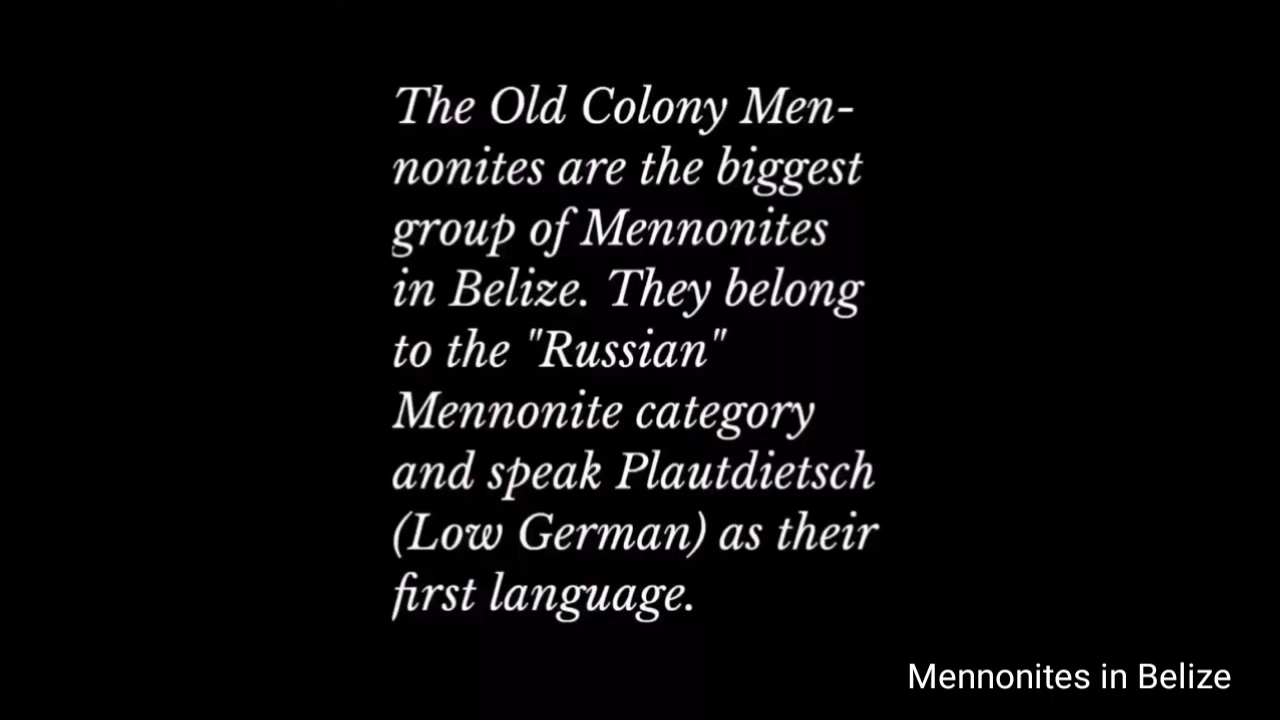 The Old Colony Men-
nonites are the biggest
group of Mennonites
in Belize. They belong
to the "Russian"
Mennonite category
and speak Plautdietsch
(Low German) as their
first language.
Mennonites in Belize